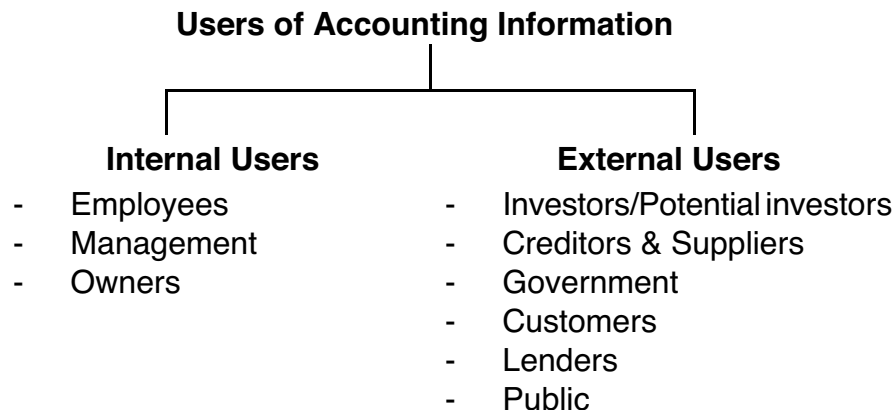 Users of Accounting Information
Internal Users
- Employees
- Management
- Owners
External Users
- Investors/Potential investors
- Creditors & Suppliers
- Government
- Customers
- Lenders
- Public